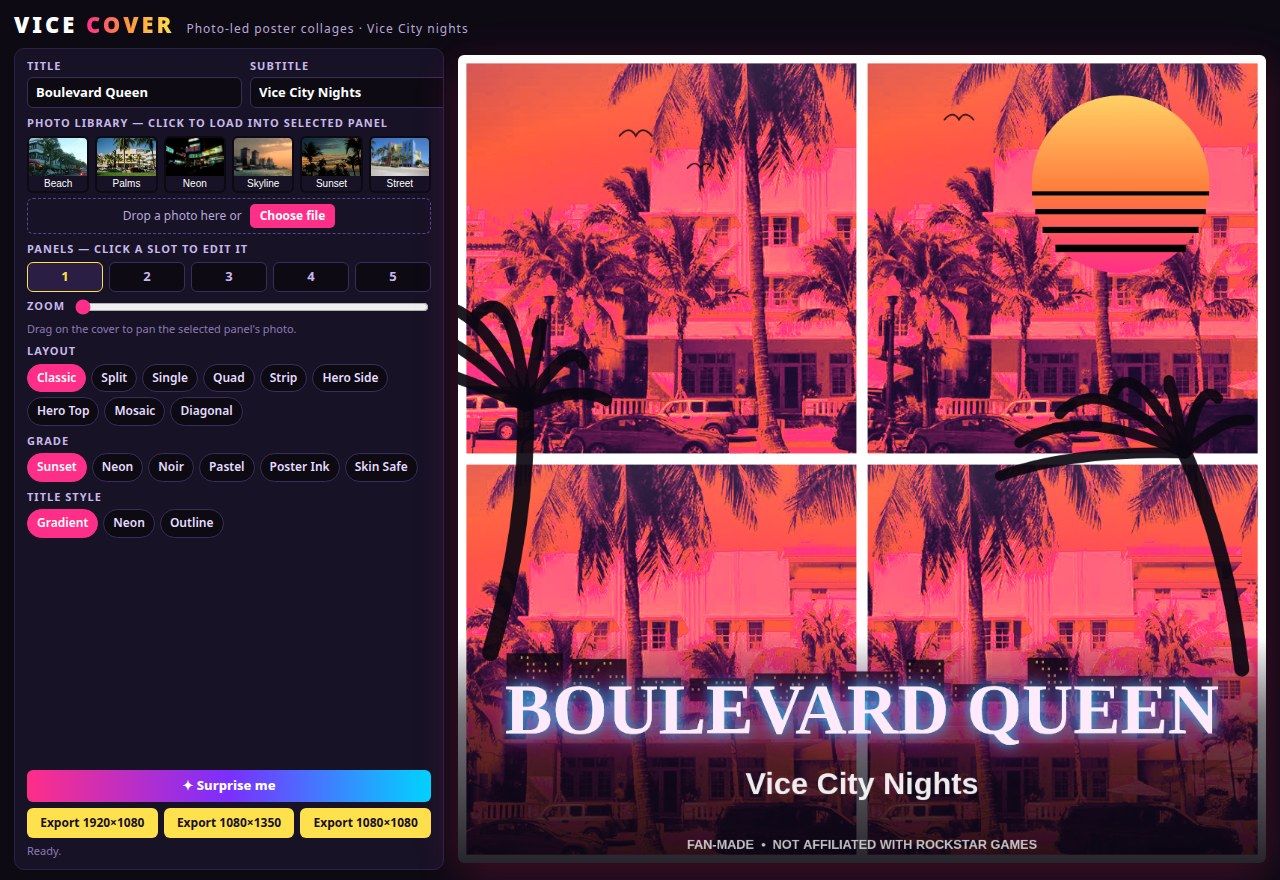 VICE COVER Photo-led poster collages · Vice City nights
TITLE SUBTITLE
Boulevard Queen Vice City Nights
PHOTO LIBRARY — CLICK TO LOAD INTO SELECTED PANEL
Beach Palms Neon Skyline Sunset Street
Drop a photo here or Choose file
PANELS — CLICK A SLOT TO EDIT IT
1 2 3 4 5
ZOOM
Drag on the cover to pan the selected panel's photo.
LAYOUT
Classic Split Single Quad Strip Hero Side
Hero Top Mosaic Diagonal
GRADE
Sunset Neon Noir Pastel Poster Ink Skin Safe
TITLE STYLE
Gradient Neon Outline
✦ Surprise me
Export 1920×1080 Export 1080×1350 Export 1080×1080
Ready.
BOULEVARD QUEEN
Vice City Nights
FAN-MADE • NOT AFFILIATED WITH ROCKSTAR GAMES